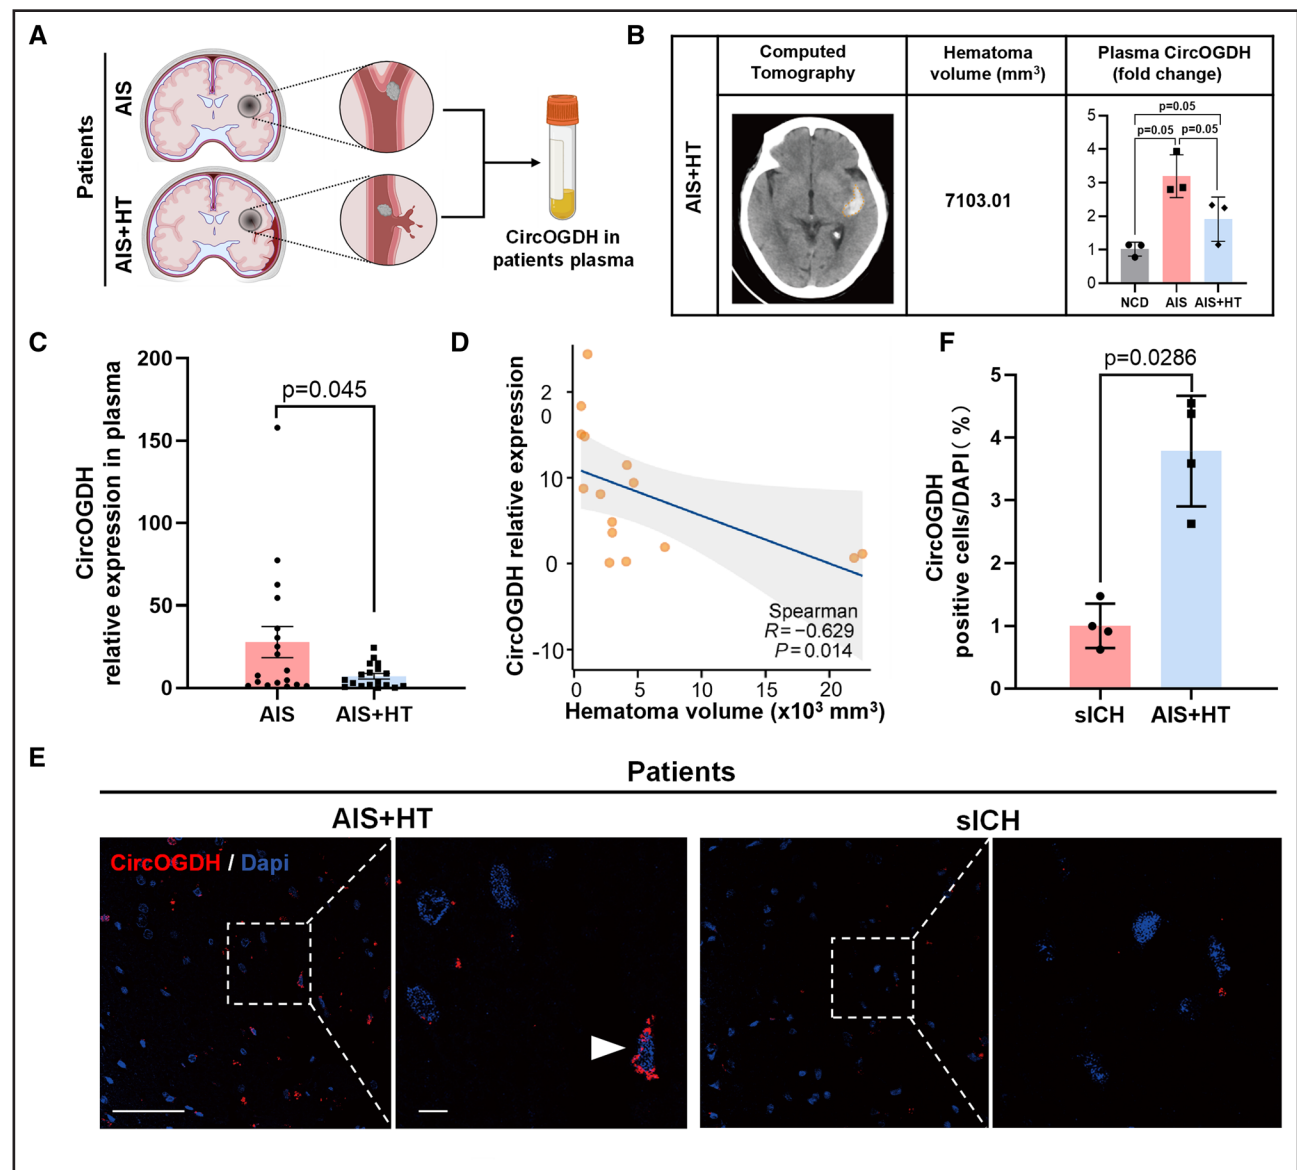 A
Patients
AIS
AIS+HT
CircOGDH in
patients plasma
B
Computed
Tomography
Hematoma
volume (mm³)
Plasma CircOGDH
(fold change)
AIS+HT
7103.01
p=0.05
p=0.05 p=0.05
5
4
3
2
1
0
NCD AIS AIS+HT
C
CircOGDH
relative expression in plasma
200
150
100
50
0
p=0.045
AIS AIS+HT
D
CircOGDH relative expression
2
0
10
0
-10
Spearman
R=−0.629
P=0.014
0 5 10 15 20
Hematoma volume (x10³ mm³)
F
CircOGDH
positive cells/DAPI(%)
p=0.0286
5
4
3
2
1
0
sICH AIS+HT
E
Patients
AIS+HT
sICH
CircOGDH / Dapi